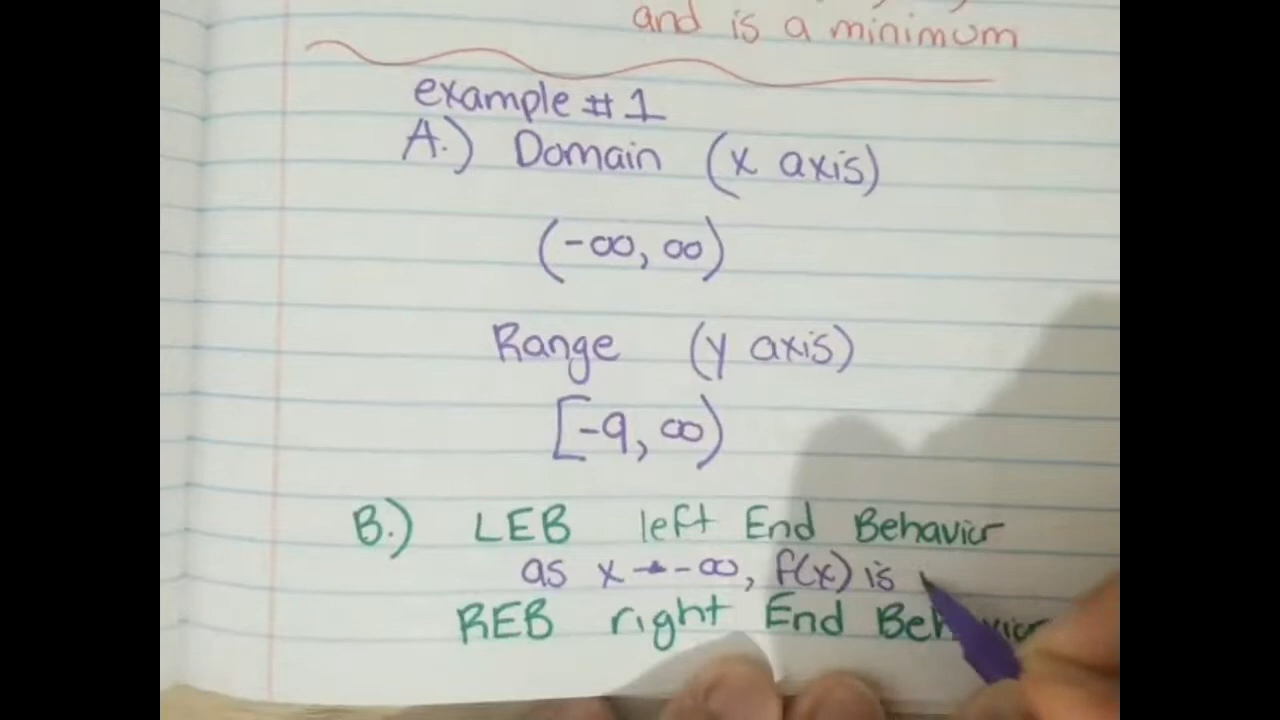 and is a minimum
example #1
A.) Domain (x axis)
(-∞, ∞)
Range (y axis)
[-9, ∞)
B.) LEB left End Behavior
as x → -∞, f(x) is
REB right End Behavior